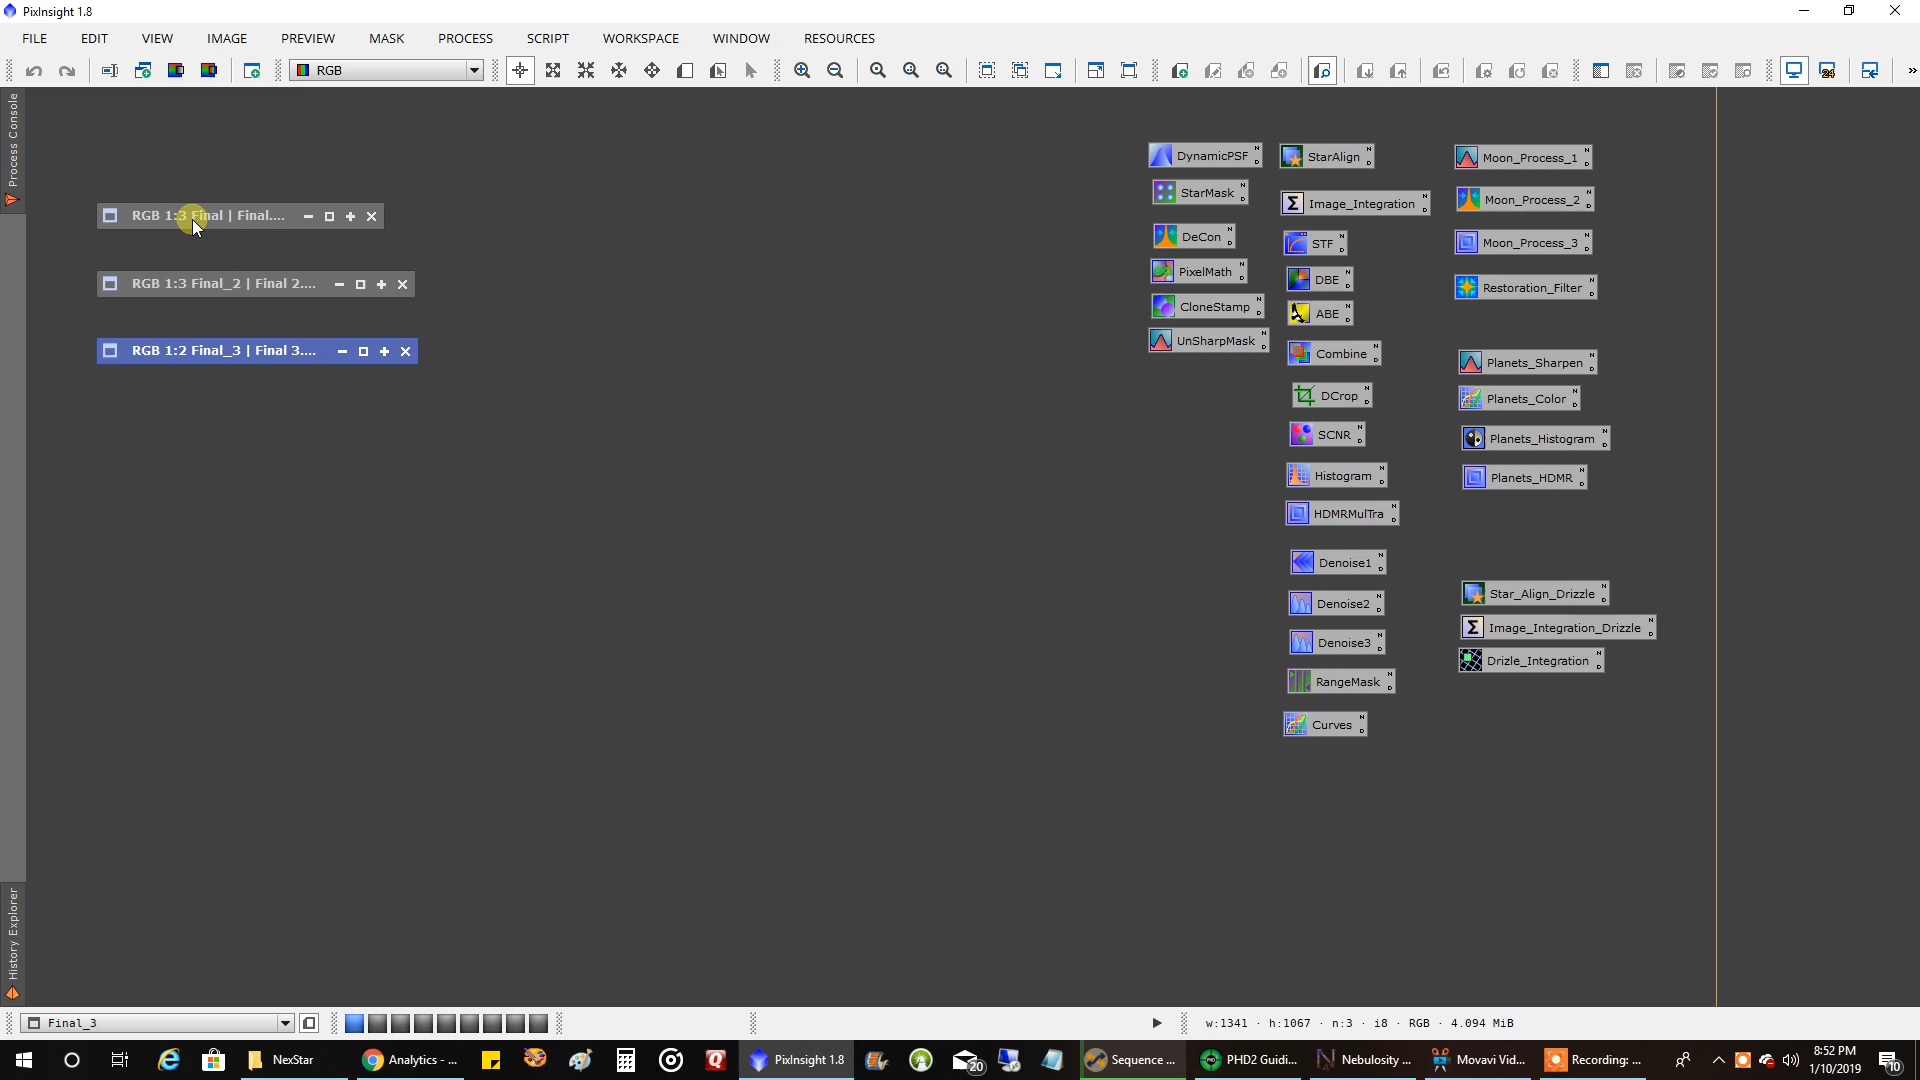 PixInsight 1.8
FILE EDIT VIEW IMAGE PREVIEW MASK PROCESS SCRIPT WORKSPACE WINDOW RESOURCES
RGB
24
Process Console
RGB 1:3 Final | Final....
RGB 1:3 Final_2 | Final 2....
RGB 1:2 Final_3 | Final 3....
DynamicPSF
StarMask
DeCon
PixelMath
CloneStamp
UnSharpMask
StarAlign
Image_Integration
STF
DBE
ABE
Combine
DCrop
SCNR
Histogram
HDMRMulTra
Denoise1
Denoise2
Denoise3
RangeMask
Curves
Moon_Process_1
Moon_Process_2
Moon_Process_3
Restoration_Filter
Planets_Sharpen
Planets_Color
Planets_Histogram
Planets_HDMR
Star_Align_Drizzle
Image_Integration_Drizzle
Drizle_Integration
History Explorer
Final_3
w:1341 · h:1067 · n:3 · i8 · RGB · 4.094 MiB
NexStar
Analytics - ...
20
PixInsight 1.8
Sequence ...
PHD2 Guidi...
Nebulosity ...
Movavi Vid...
Recording: ...
8:52 PM
1/10/2019
10